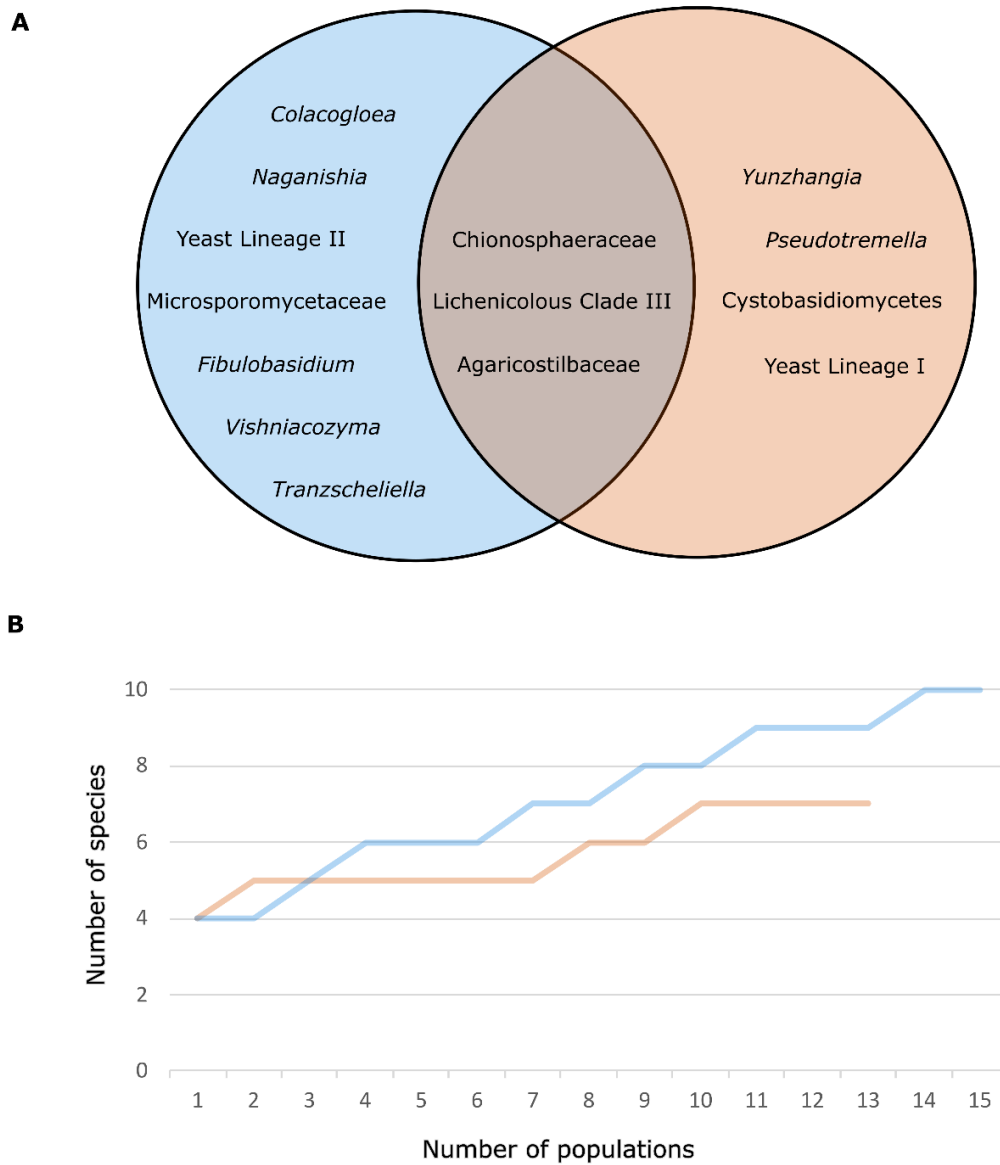 A
Colacogloea
Naganishia
Yunzhangia
Yeast Lineage II
Chionosphaeraceae
Pseudotremella
Microsporomycetaceae
Lichenicolous Clade III
Cystobasidiomycetes
Fibulobasidium
Agaricostilbaceae
Yeast Lineage I
Vishniacozyma
Tranzscheliella
B
Number of species
10
8
6
4
2
0
1 2 3 4 5 6 7 8 9 10 11 12 13 14 15
Number of populations